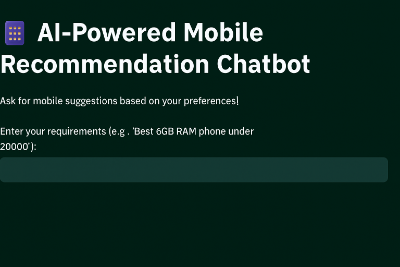 AI-Powered Mobile
Recommendation Chatbot
Ask for mobile suggestions based on your preferences|
Enter your requirements (e.g . 'Best 6GB RAM phone under
20000'):